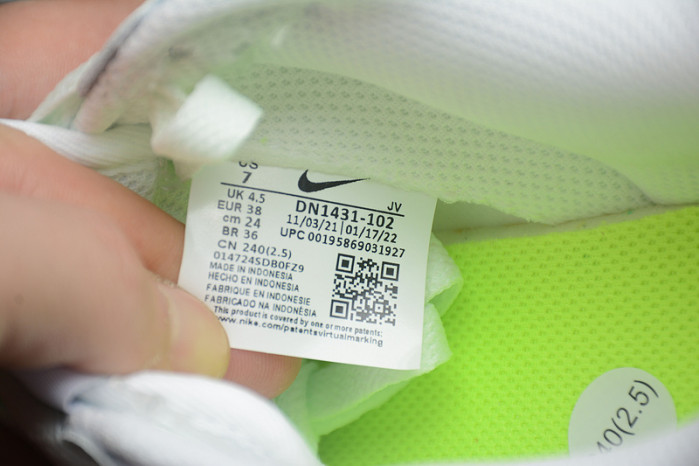 US
7
UK 4.5
EUR 38
cm 24
BR 36
CN 240(2.5)
JV
DN1431-102
11/03/21 | 01/17/22
UPC 00195869031927
014724SDB0FZ9
MADE IN INDONESIA
HECHO EN INDONESIA
FABRIQUE EN INDONESIE
FABRICADO NA INDONÉSIA
This product is covered by one or more patents:
www.nike.com/patentsvirtualmarking
40(2.5)